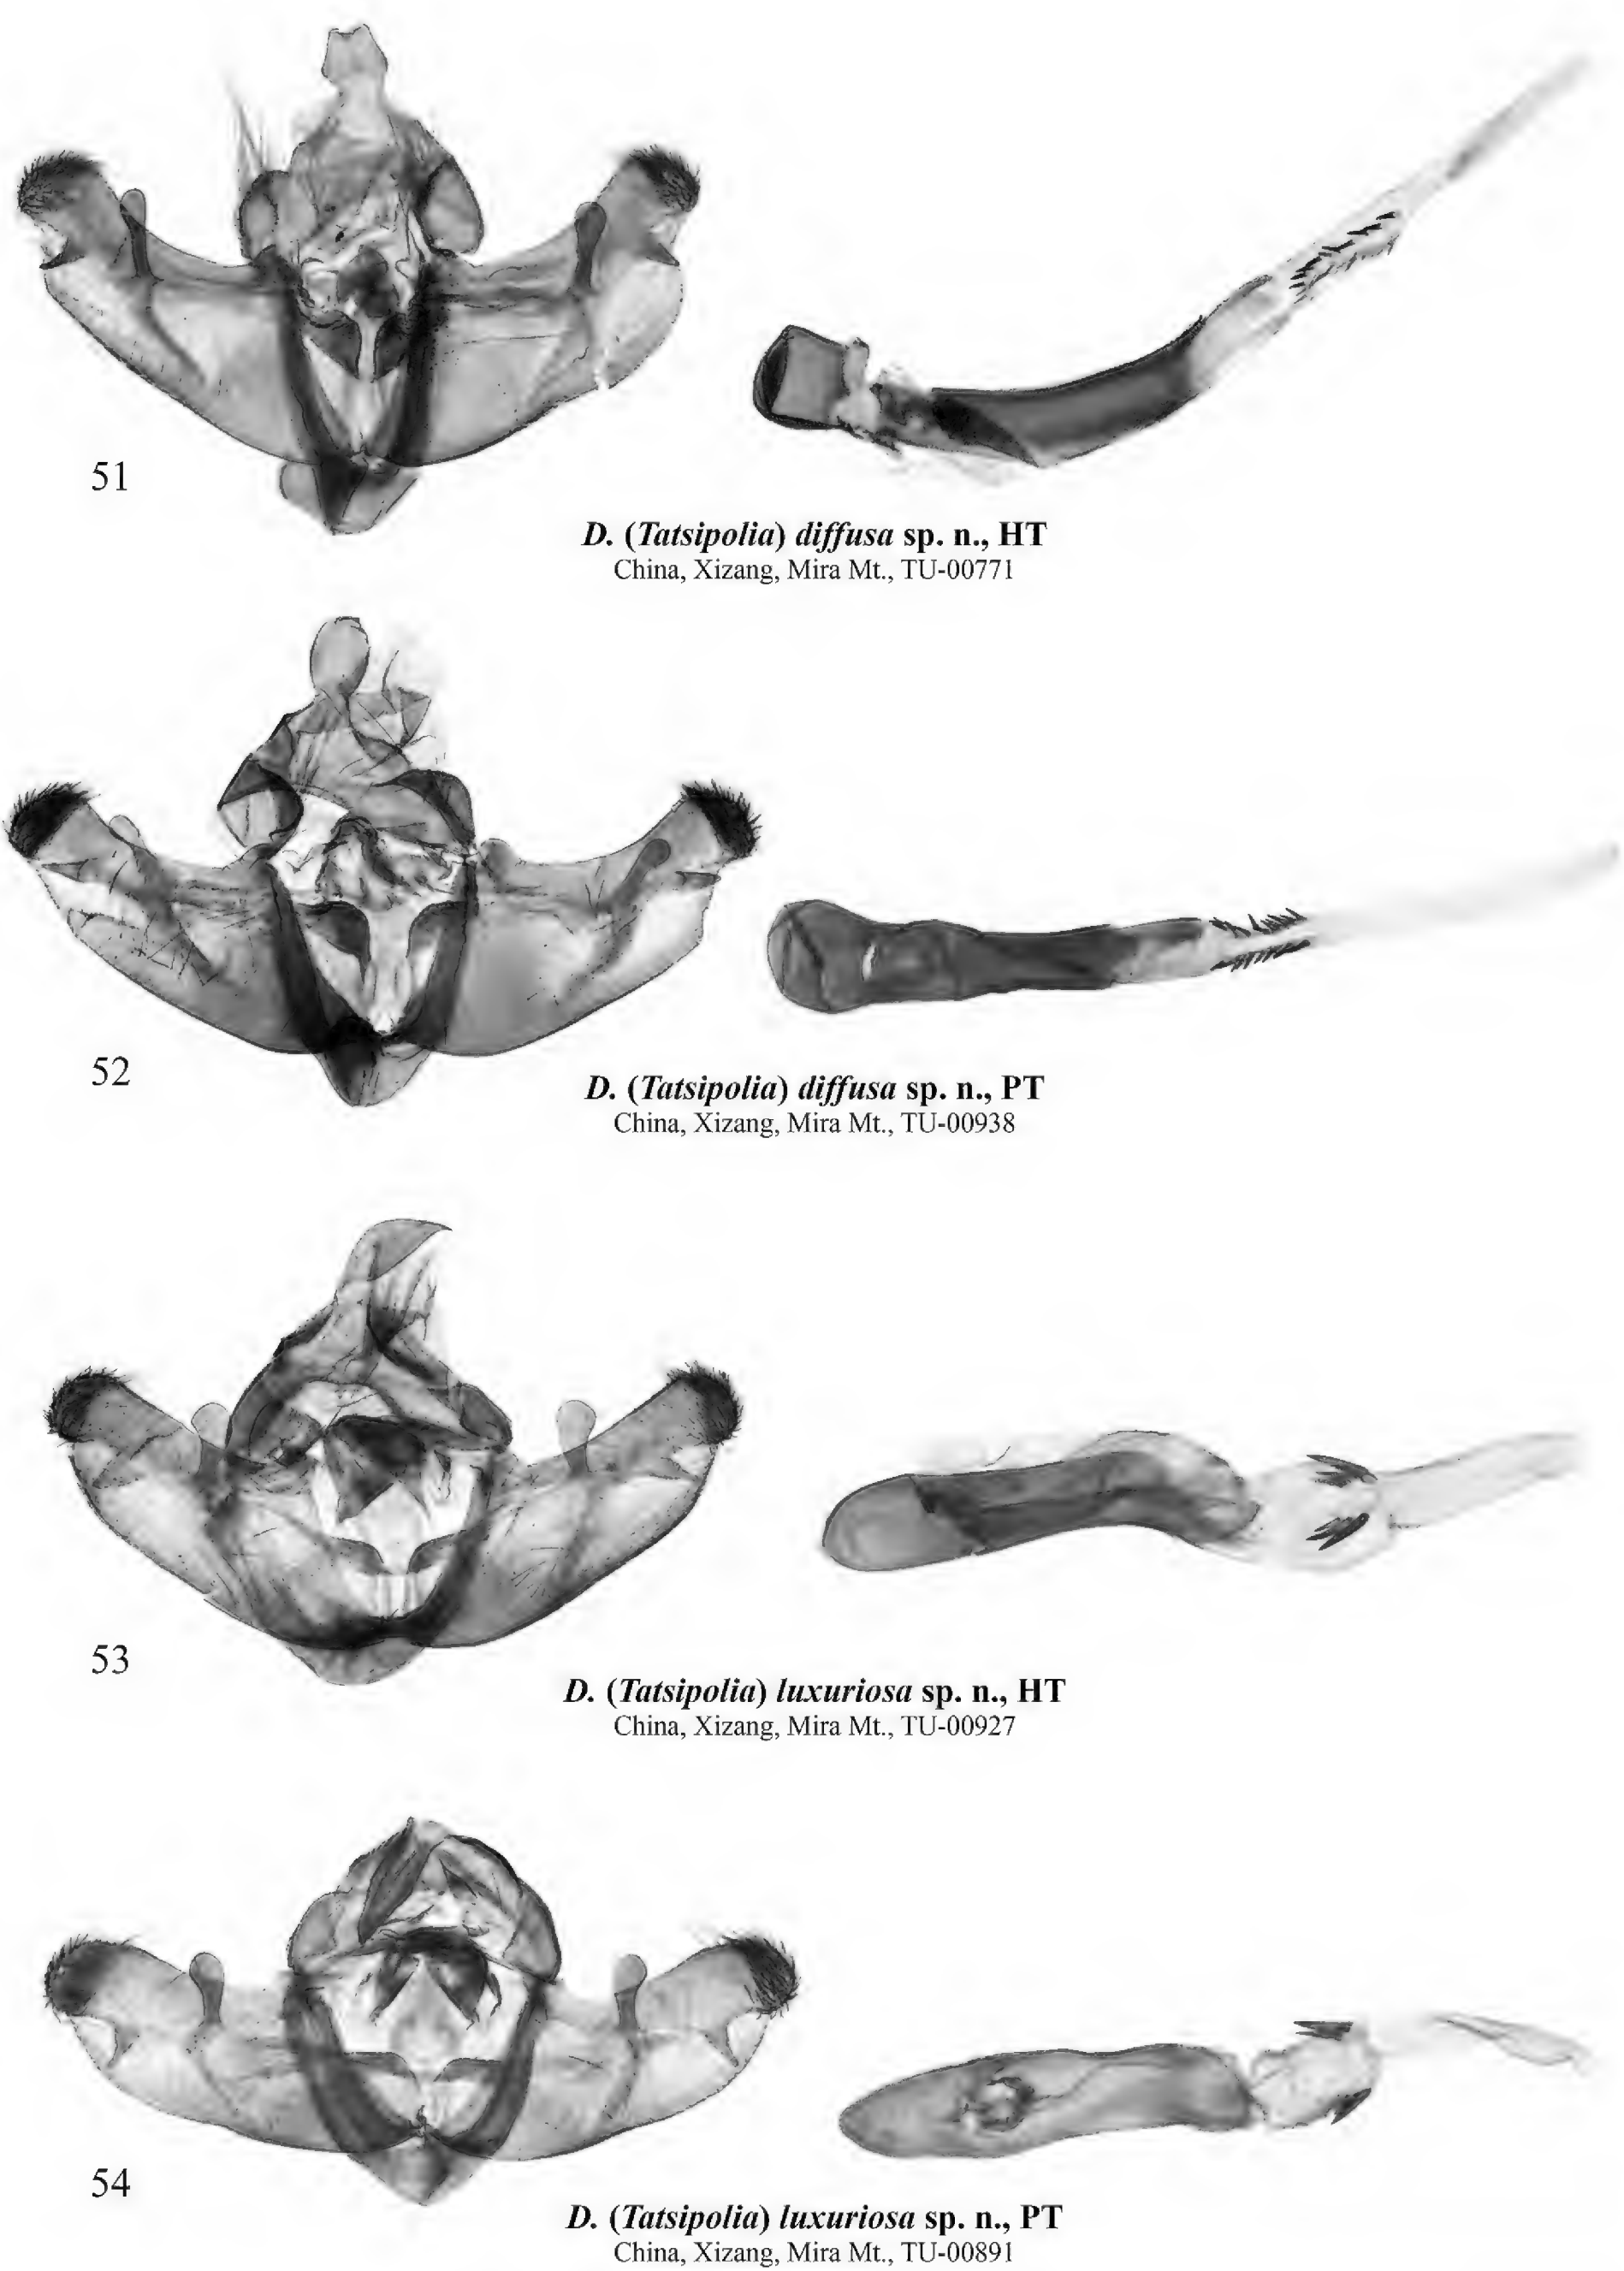 51
D. (Tatsipolia) diffusa sp. n., HT
China, Xizang, Mira Mt., TU-00771
52
D. (Tatsipolia) diffusa sp. n., PT
China, Xizang, Mira Mt., TU-00938
53
D. (Tatsipolia) luxuriosa sp. n., HT
China, Xizang, Mira Mt., TU-00927
54
D. (Tatsipolia) luxuriosa sp. n., PT
China, Xizang, Mira Mt., TU-00891